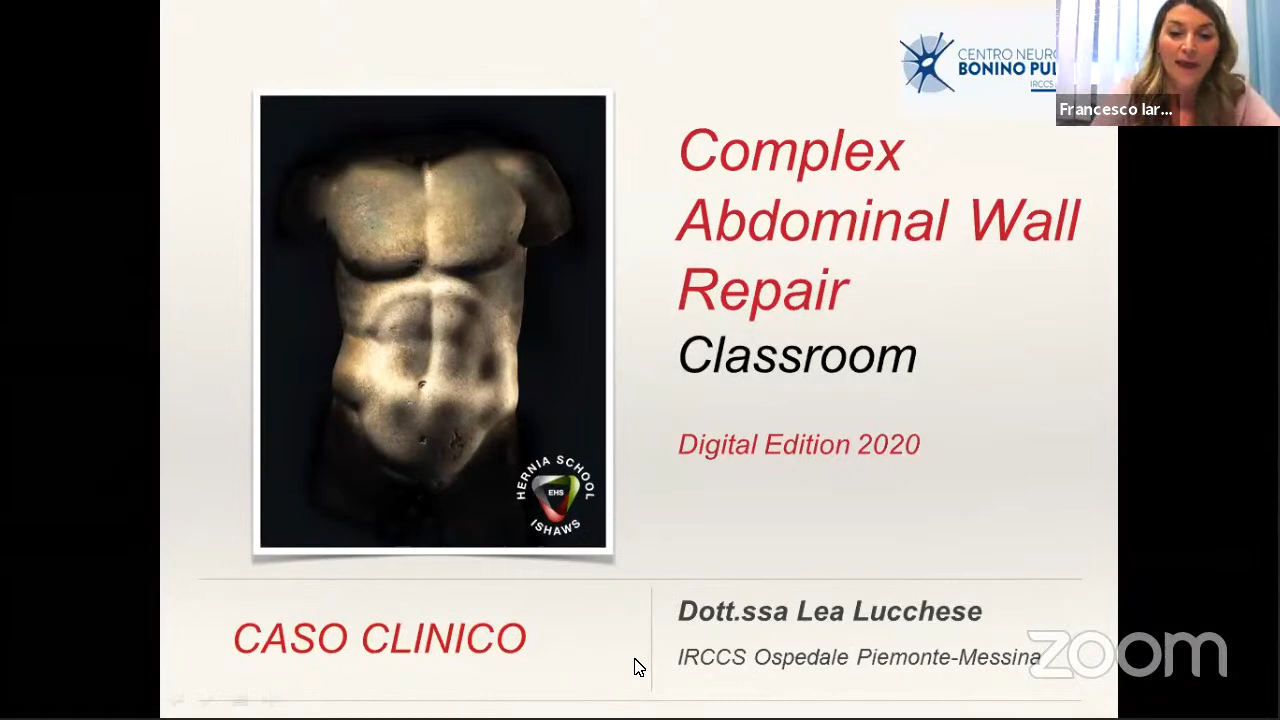 CENTRO NEURO
BONINO PUL
IRCCS
Francesco Iar...
Complex
Abdominal Wall
Repair
Classroom
Digital Edition 2020
HERNIA SCHOOL
EHS
ISHAWS
CASO CLINICO
Dott.ssa Lea Lucchese
IRCCS Ospedale Piemonte-Messina
zoom